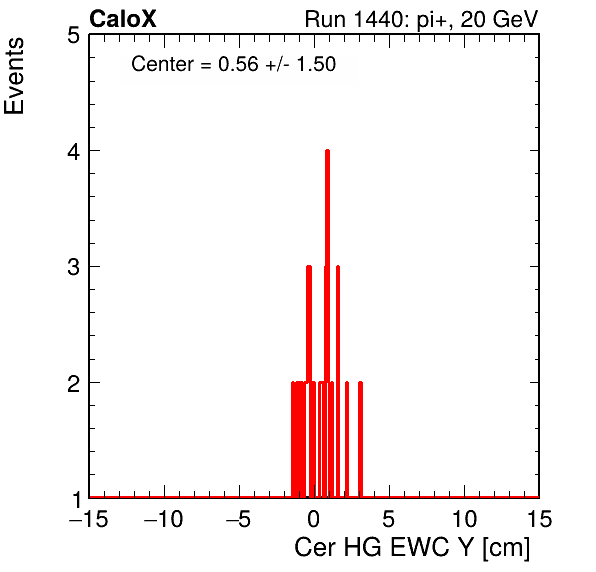 CaloX Run 1440: pi+, 20 GeV
Center = 0.56 +/- 1.50
Events
5
4
3
2
1
−15 −10 −5 0 5 10 15
Cer HG EWC Y [cm]